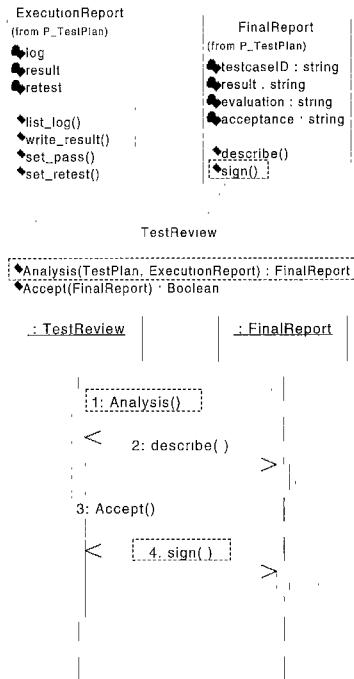 ExecutionReport
(from P_TestPlan)
log
result
retest
list_log()
write_result()
set_pass()
set_retest()
FinalReport
(from P_TestPlan)
testcaseID : string
result . string
evaluation : string
acceptance · string
describe()
sign()
TestReview
Analysis(TestPlan, ExecutionReport) : FinalReport
Accept(FinalReport) · Boolean
: TestReview
: FinalReport
1: Analysis()
2: describe( )
3: Accept()
4. sign( )